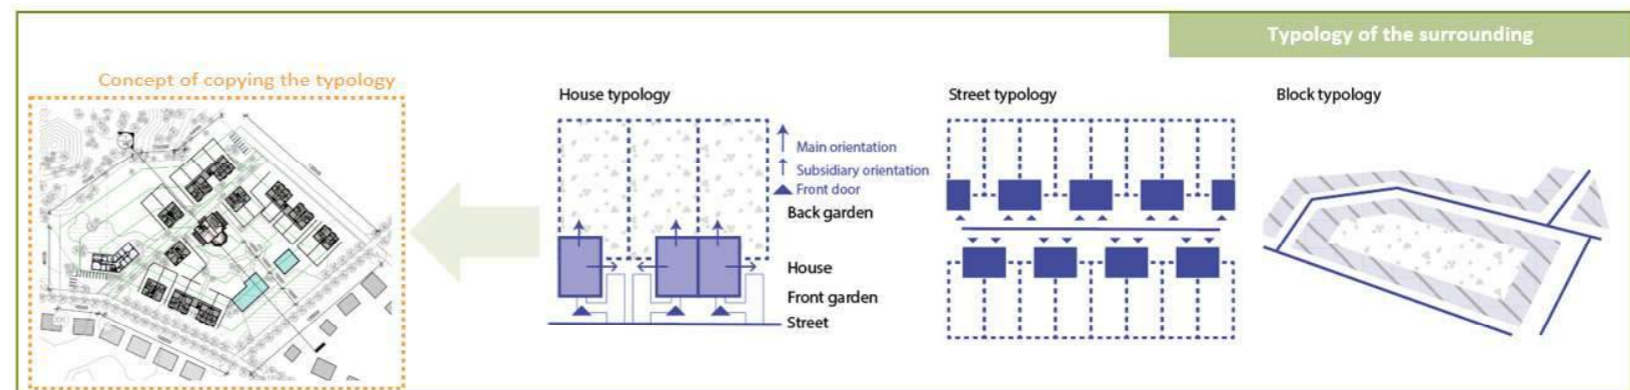 Typology of the surrounding
Concept of copying the typology
House typology
Main orientation
Subsidiary orientation
Front door
Back garden
House
Front garden
Street
Street typology
Block typology